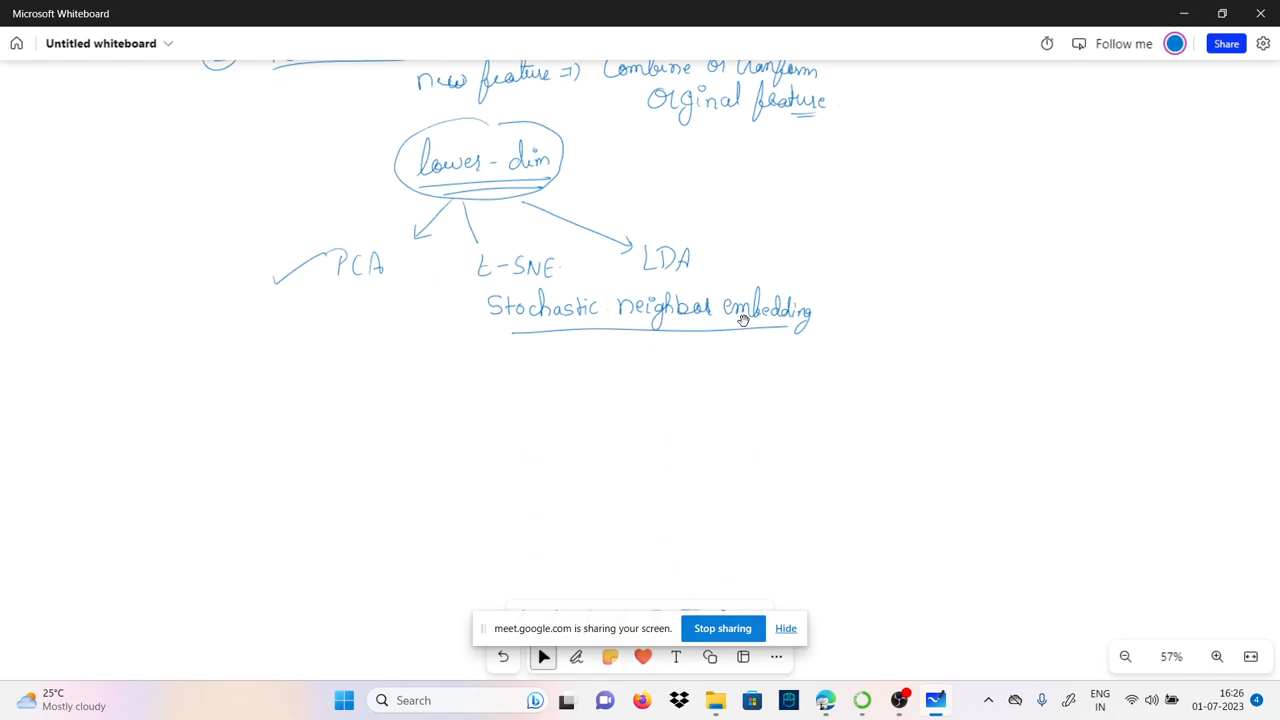 Microsoft Whiteboard
Untitled whiteboard
Follow me
Share
new feature => Combine or tranform
Orginal feature
lower-dim
PCA
t-SNE
LDA
Stochastic neighbor embedding
meet.google.com is sharing your screen.
Stop sharing
Hide
57%
25°C
Mostly cloudy
Search
ENG
IN
16:26
01-07-2023
4